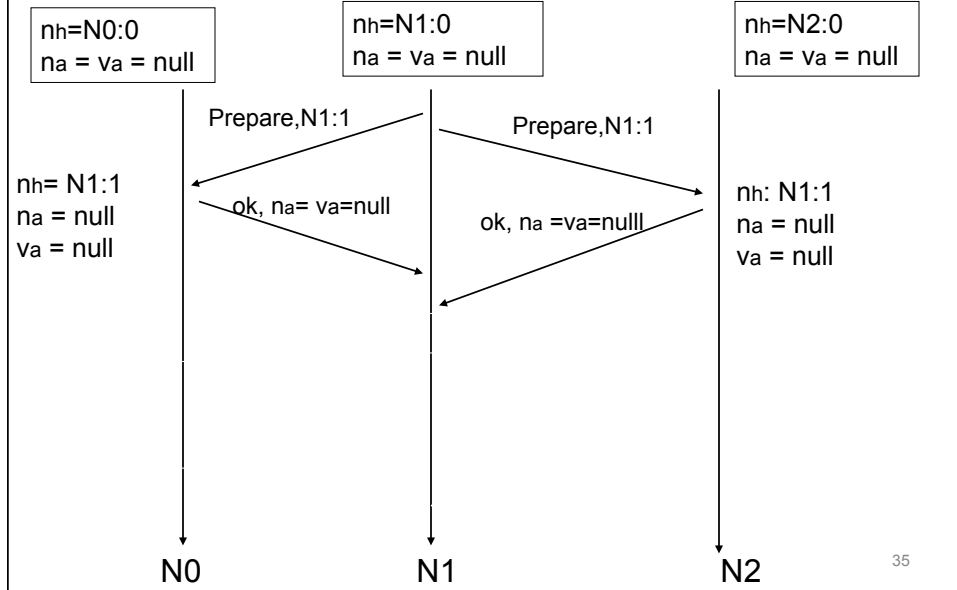 nh=N0:0
na = va = null
nh=N1:0
na = va = null
nh=N2:0
na = va = null
Prepare,N1:1
Prepare,N1:1
nh= N1:1
na = null
va = null
ok, na= va=null
ok, na =va=nulll
nh: N1:1
na = null
va = null
N0
N1
N2
35